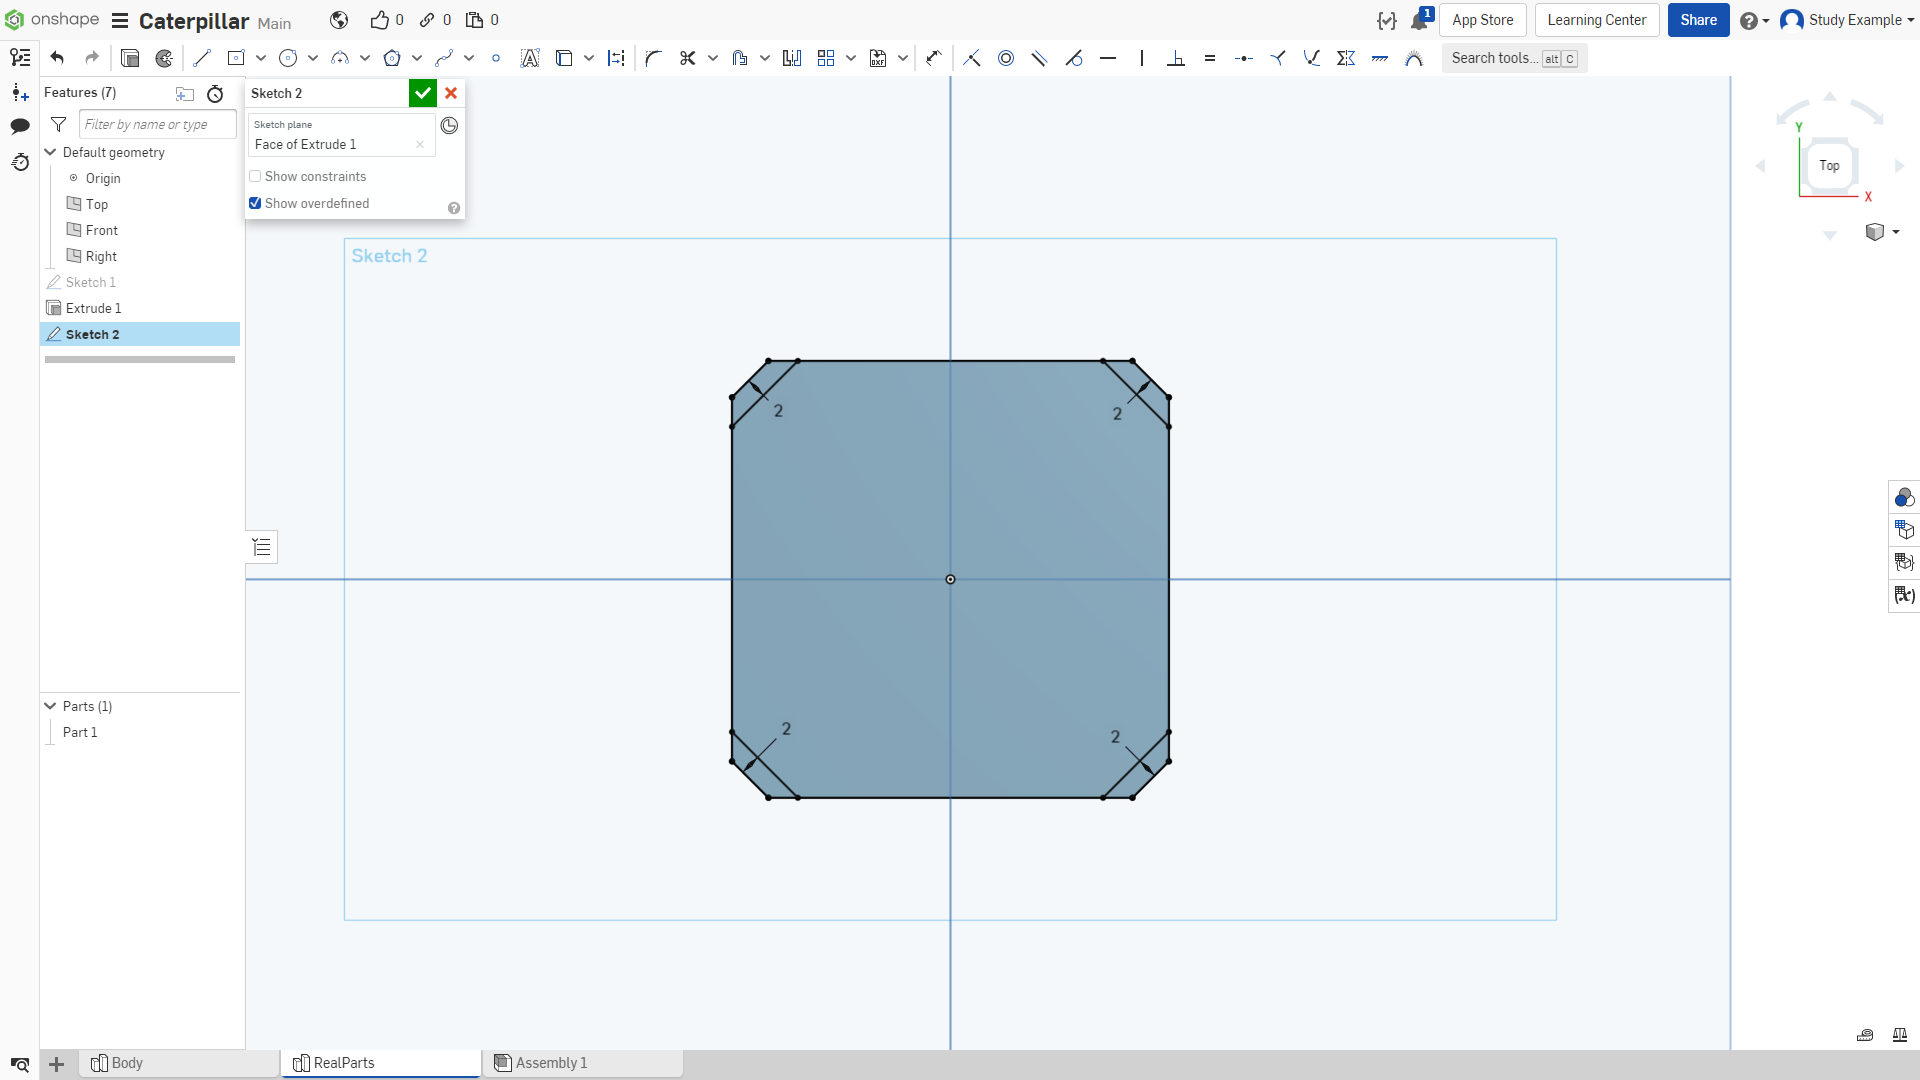 onshape
Caterpillar Main
0 0 0
1
App Store
Learning Center
Share
Study Example
Search tools... alt C
Features (7)
Filter by name or type
Default geometry
Origin
Top
Front
Right
Sketch 1
Extrude 1
Sketch 2
Parts (1)
Part 1
Sketch 2
Sketch plane
Face of Extrude 1
Show constraints
Show overdefined
Sketch 2
2
2
2
2
Y
Top
X
Body
RealParts
Assembly 1
DXF
A
(x)